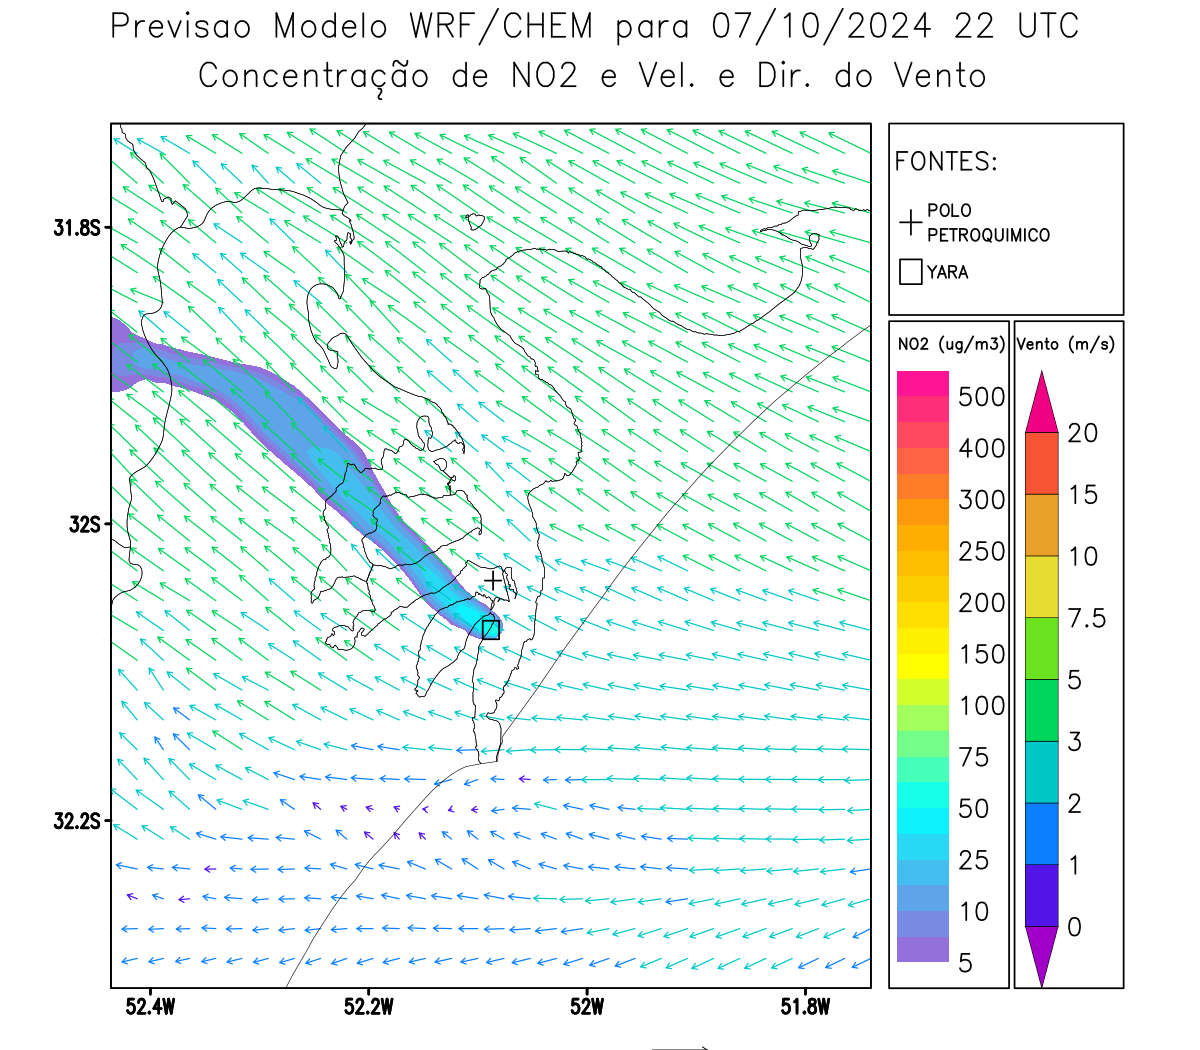 Previsao Modelo WRF/CHEM para 07/10/2024 22 UTC
Concentração de NO2 e Vel. e Dir. do Vento
FONTES:
POLO
PETROQUIMICO
YARA
31.8S
32S
32.2S
52.4W
52.2W
52W
51.8W
NO2 (ug/m3)
500
400
300
250
200
150
100
75
50
25
10
5
Vento (m/s)
20
15
10
7.5
5
3
2
1
0